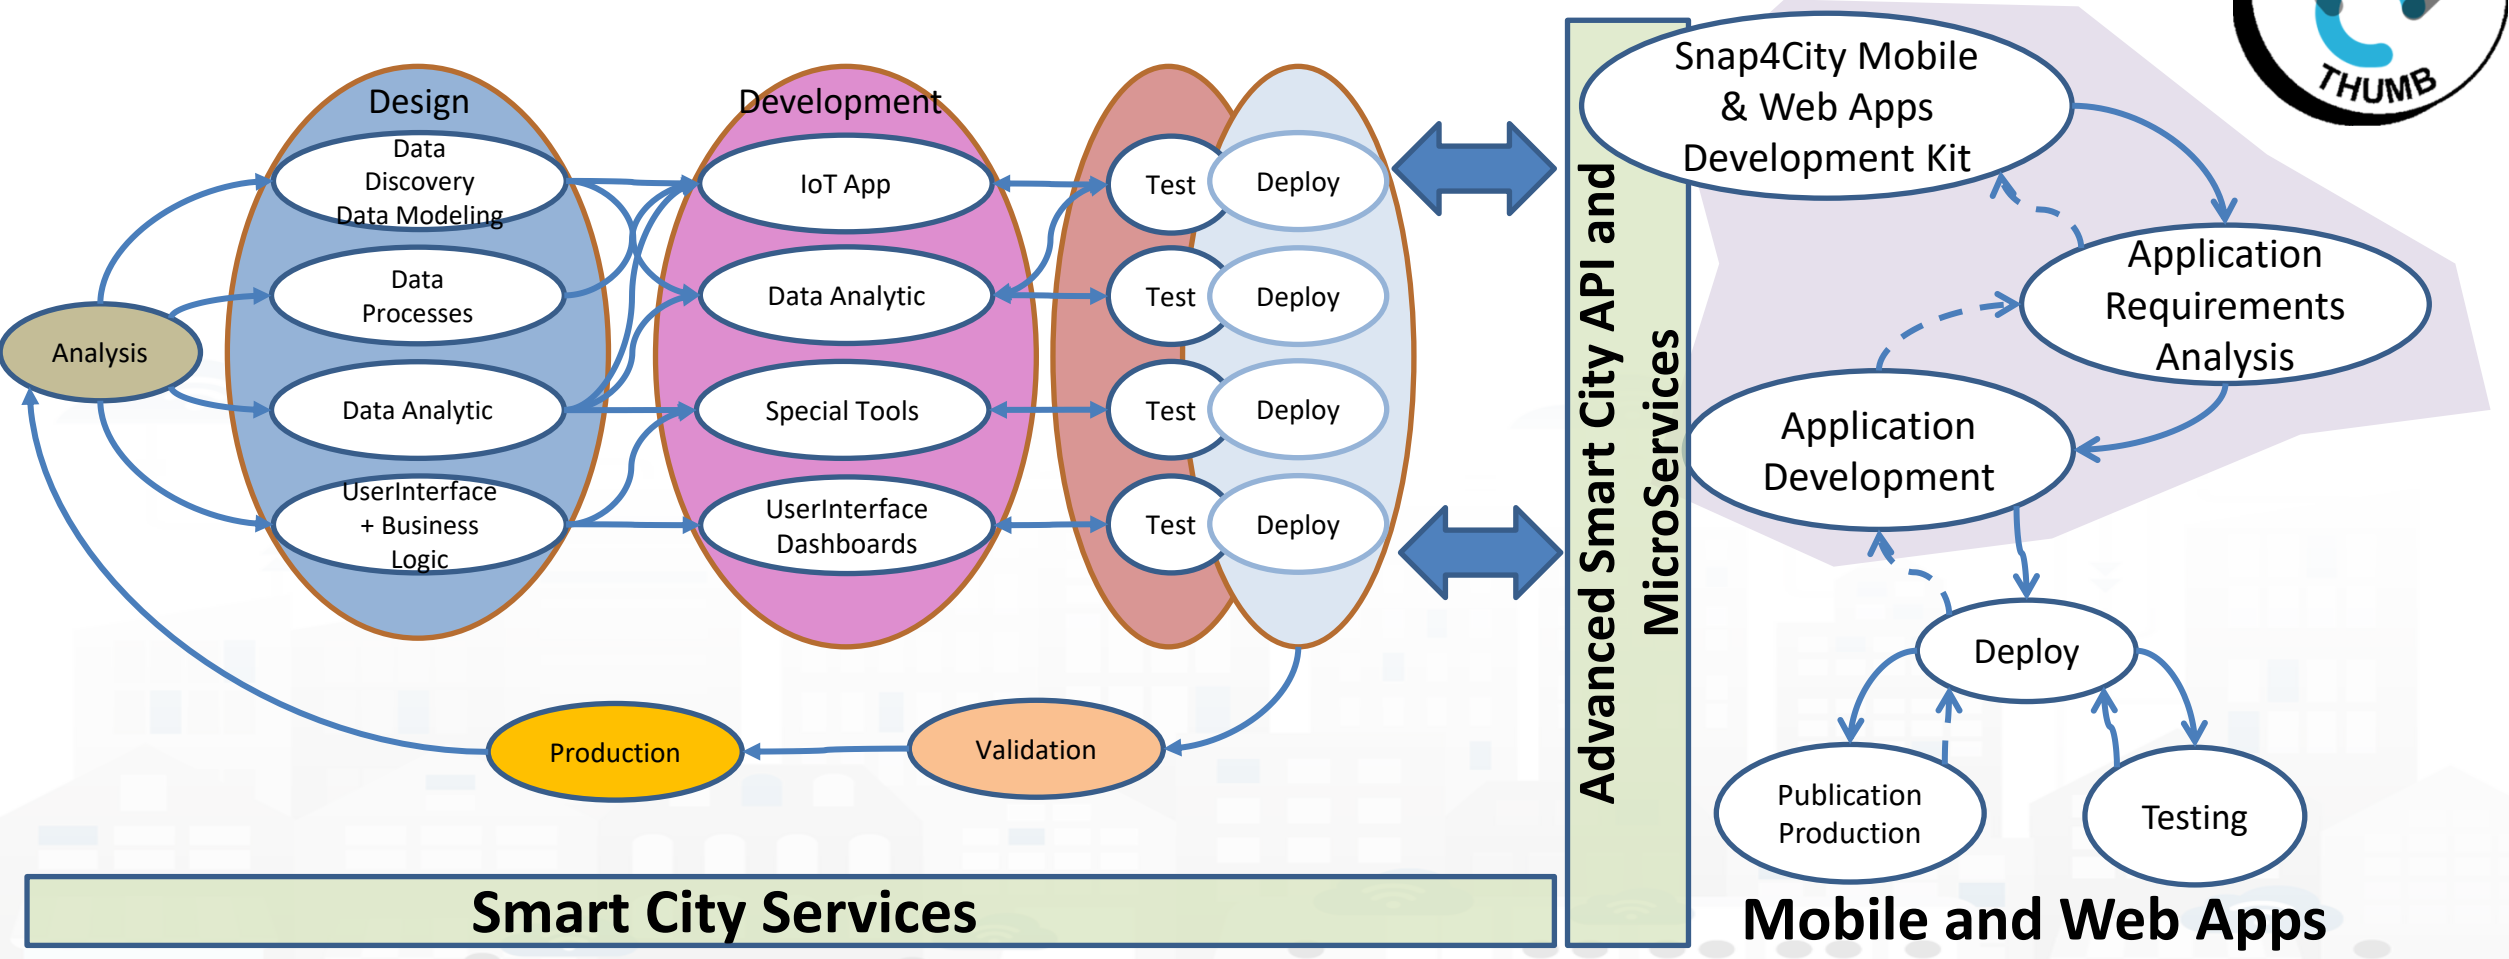 Design
Data
Discovery
Data Modeling
Data
Processes
Data Analytic
UserInterface
+ Business
Logic
Analysis
Development
IoT App
Data Analytic
Special Tools
UserInterface
Dashboards
Test
Deploy
Test
Deploy
Test
Deploy
Test
Deploy
Production
Validation
Smart City Services
Advanced Smart City API and
MicroServices
Snap4City Mobile
& Web Apps
Development Kit
Application
Requirements
Analysis
Application
Development
Deploy
Publication
Production
Testing
Mobile and Web Apps
THUMB